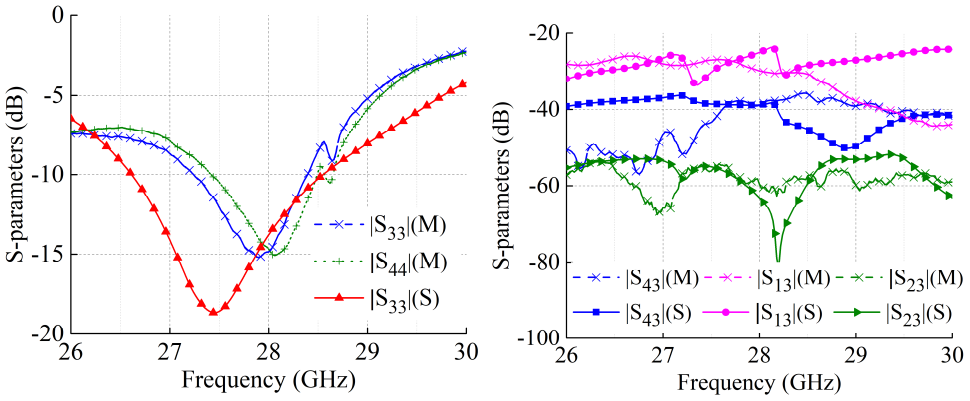 S-parameters (dB)
0
-5
-10
-15
-20
26
27
28
29
30
Frequency (GHz)
|S33|(M)
|S44|(M)
|S33|(S)
S-parameters (dB)
-20
-40
-60
-80
-100
|S43|(M) |S13|(M) |S23|(M)
|S43|(S) |S13|(S) |S23|(S)
26
27
28
29
30
Frequency (GHz)